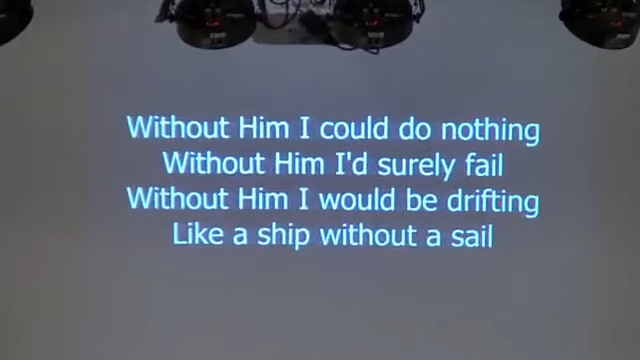 Without Him I could do nothing
Without Him I'd surely fail
Without Him I would be drifting
Like a ship without a sail